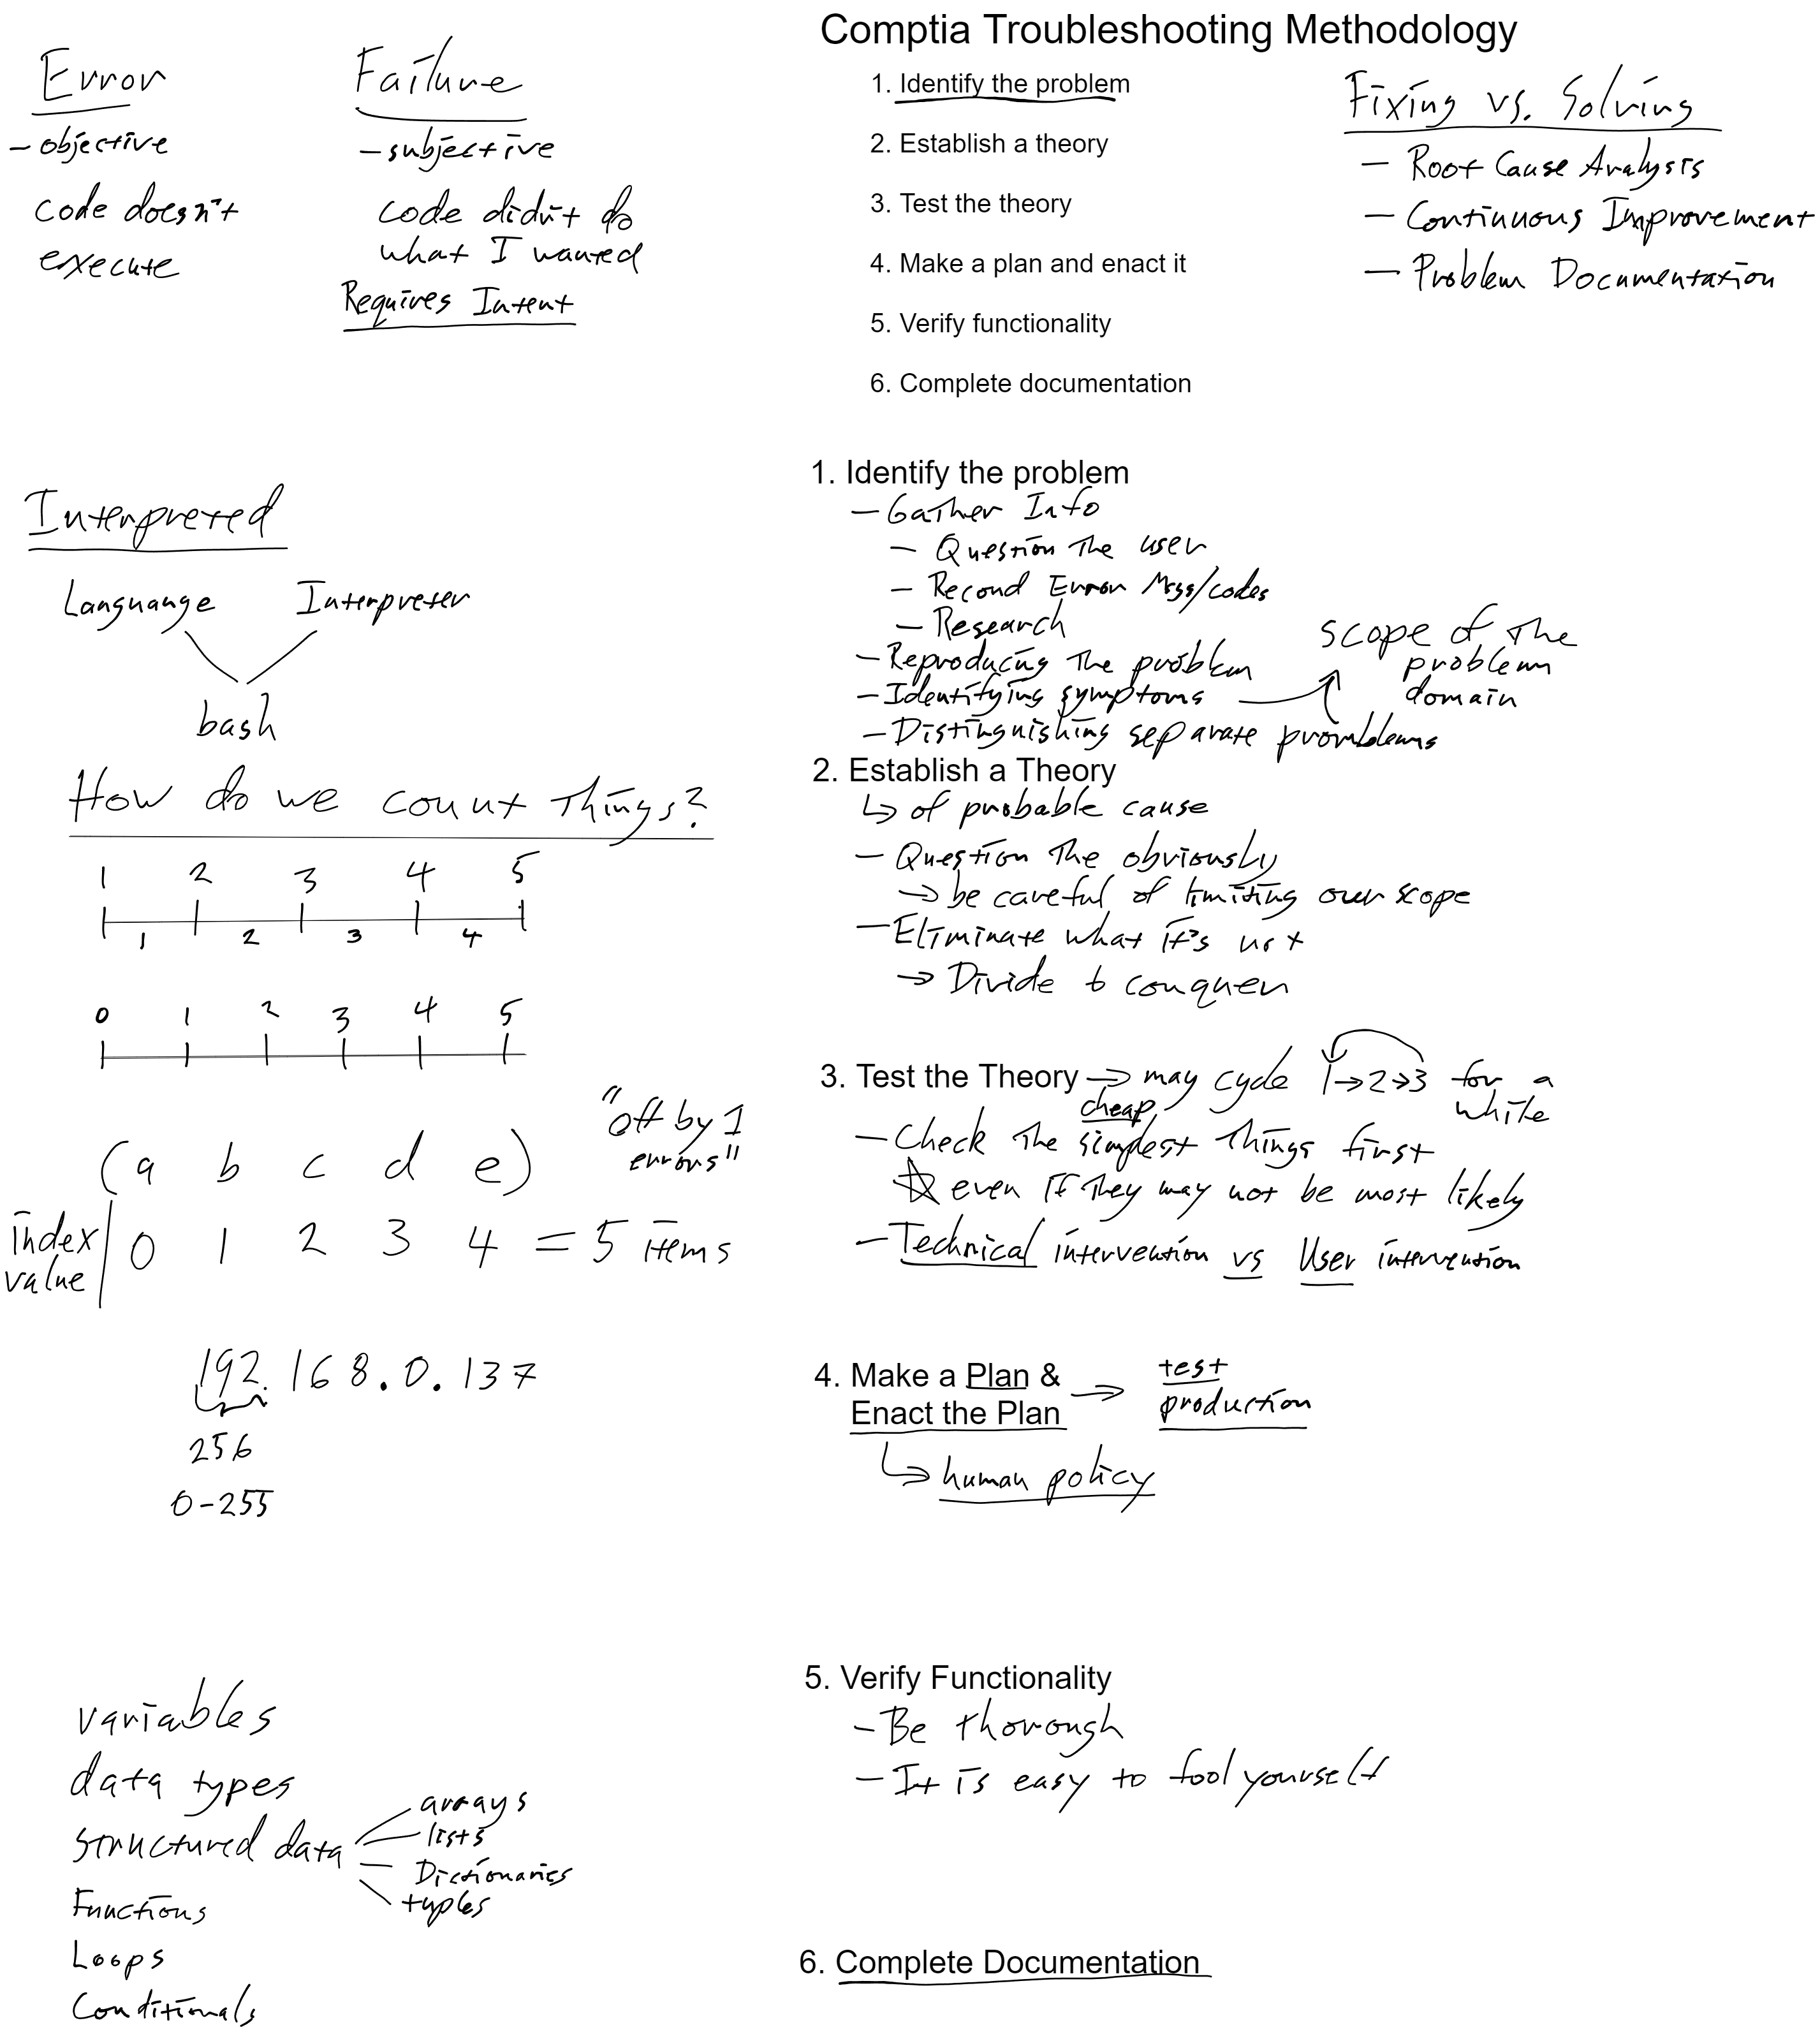 Error
- objective
code doesn't
execute
Failure
- subjective
code didn't do
what I wanted
Requires Intent
Interpreted
Languange
Interpreter
bash
How do we count things?
1 2 3 4 5
1 2 3 4
0 1 2 3 4 5
"off by 1
errors"
(a b c d e)
index
value
0 1 2 3 4 = 5 items
192.168.0.137
256
0-255
variables
data types
structured data
arrays
lists
Dictionaries
typles
Functions
Loops
Conditionals
Comptia Troubleshooting Methodology
1. Identify the problem
2. Establish a theory
3. Test the theory
4. Make a plan and enact it
5. Verify functionality
6. Complete documentation
Fixing vs. Solving
- Root Cause Analysis
- Continuous Improvement
- Problem Documentation
1. Identify the problem
- Gather Info
- Question the user
- Record Error Msgs/codes
- Research
- Reproducing the problem
- Identifying symptoms
- Distinguishing separate promblems
scope of the
problem
domain
2. Establish a Theory
↳ of probable cause
- Question the obviously
→ be careful of limiting our scope
- Eliminate what it's not
→ Divide & conquer
3. Test the Theory → may cycle 1→2→3 for a
while
cheap
- Check the simplest things first
☆ even if they may not be most likely
- Technical intervention vs User intervention
4. Make a Plan &
Enact the Plan
→
test
production
↳ human policy
5. Verify Functionality
- Be thorough
- It is easy to fool yourself
6. Complete Documentation